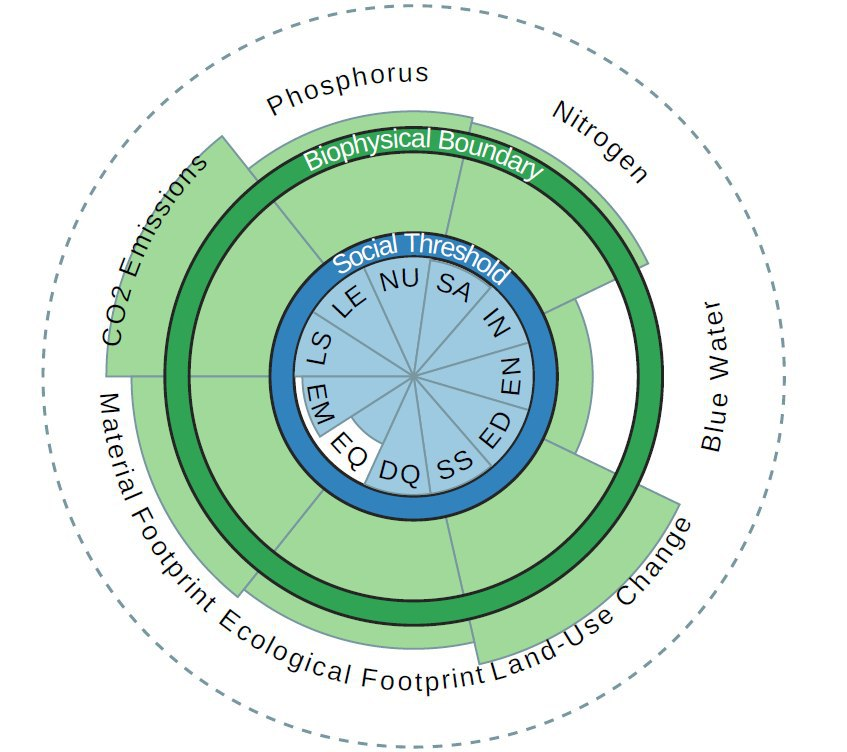 Phosphorus
Nitrogen
Biophysical Boundary
CO2 Emissions
Social Threshold
NU
SA
LE
IN
LS
EN
Blue Water
EM
ED
EQ
DQ
SS
Material Footprint
Ecological Footprint
Land-Use Change